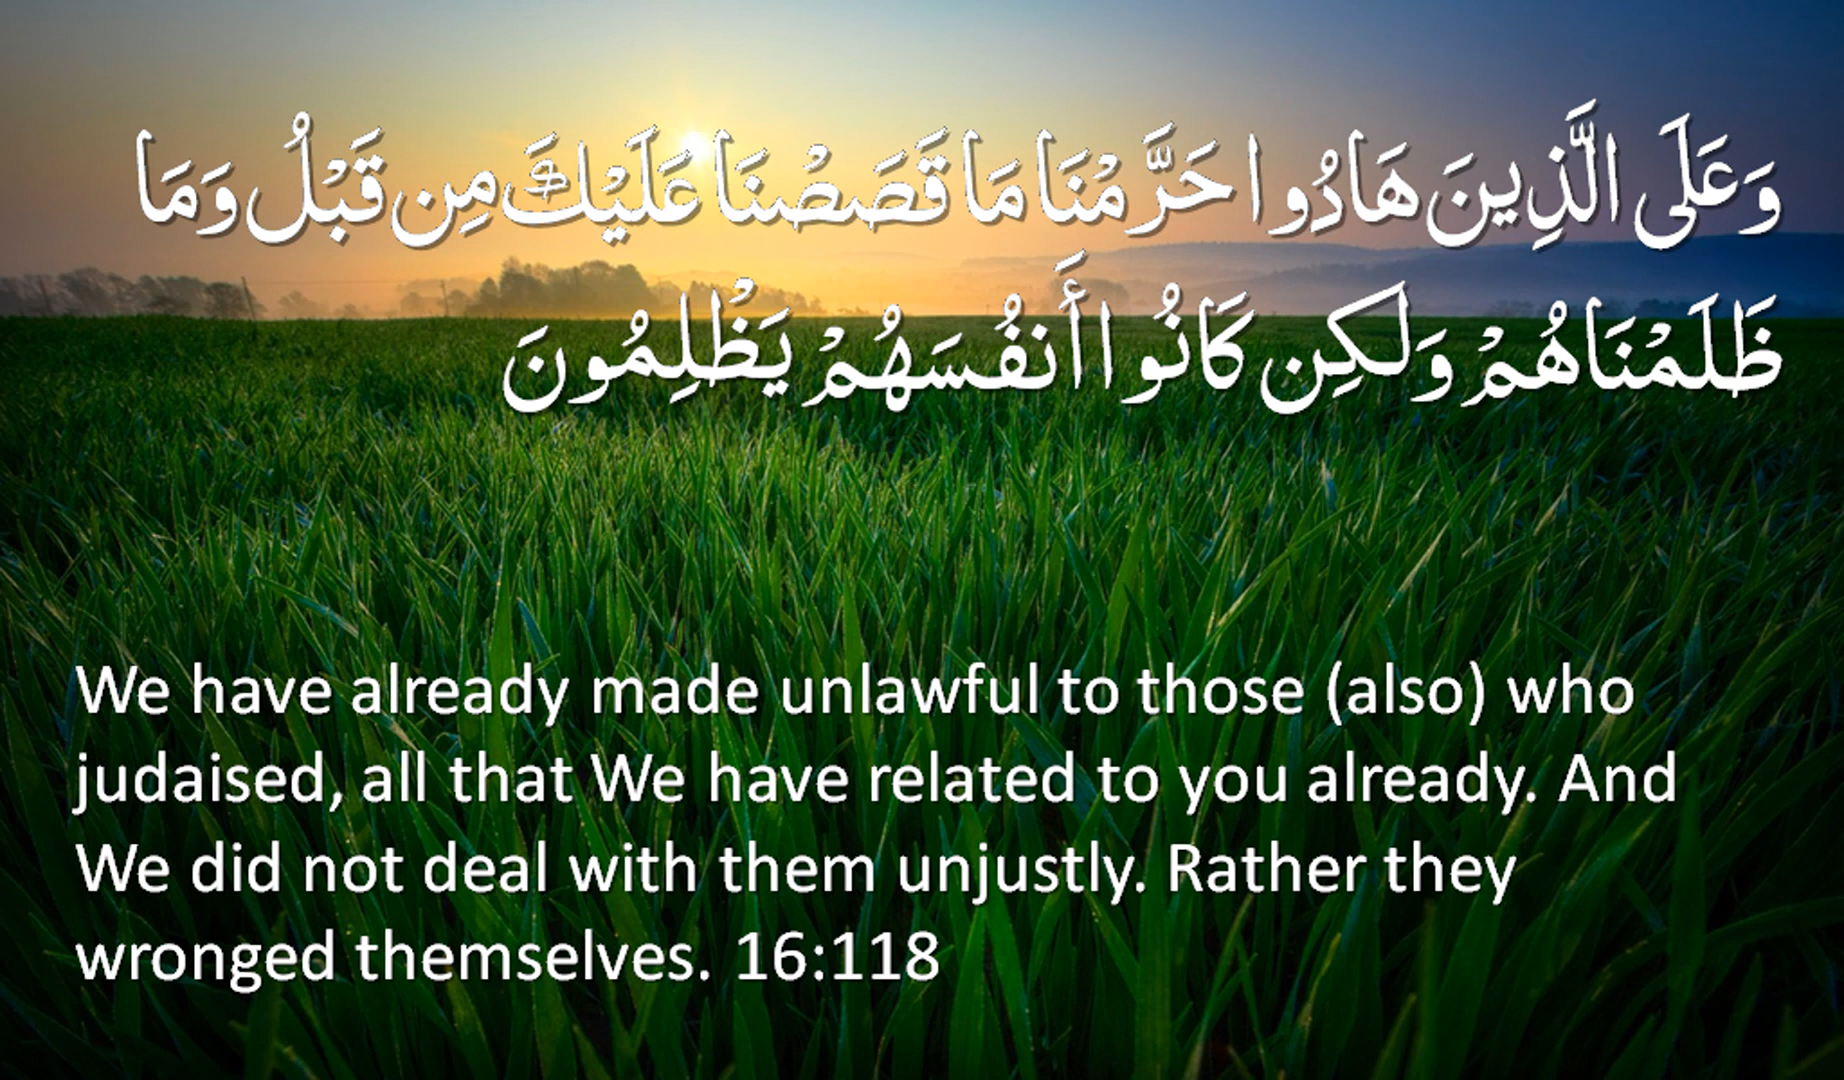 وَعَلَى الَّذِينَ هَادُوا حَرَّمْنَا مَا قَصَصْنَا عَلَيْكَ مِن قَبْلُ وَمَا
ظَلَمْنَاهُمْ وَلَكِن كَانُوا أَنفُسَهُمْ يَظْلِمُونَ
We have already made unlawful to those (also) who
judaised, all that We have related to you already. And
We did not deal with them unjustly. Rather they
wronged themselves. 16:118